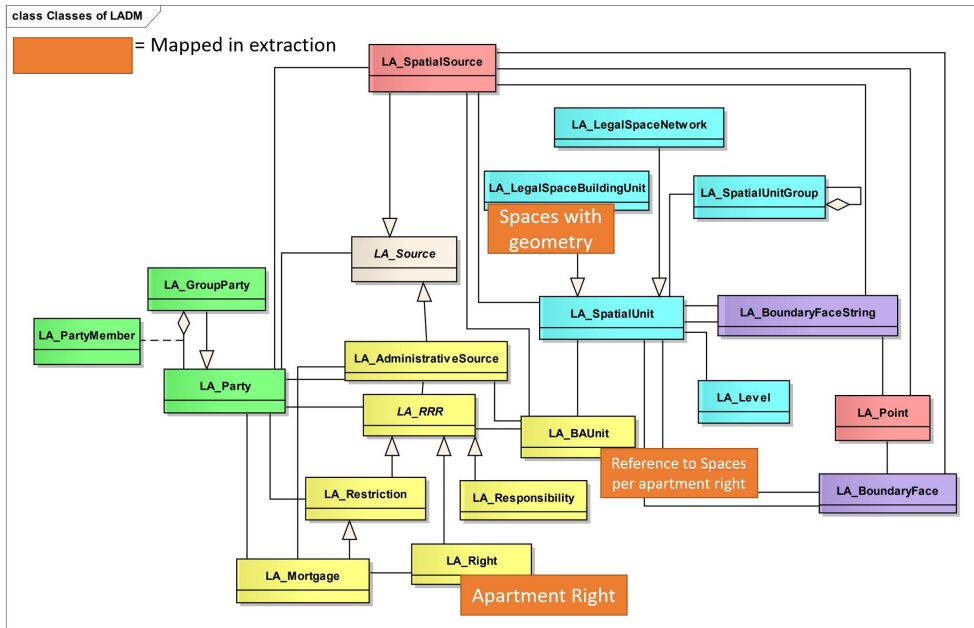 class Classes of LADM
= Mapped in extraction
LA_SpatialSource
LA_LegalSpaceNetwork
LA_LegalSpaceBuildingUnit
LA_SpatialUnitGroup
Spaces with
geometry
LA_Source
LA_GroupParty
LA_PartyMember
LA_SpatialUnit
LA_BoundaryFaceString
LA_AdministrativeSource
LA_Party
LA_Level
LA_RRR
LA_Point
LA_BAUnit
Reference to Spaces
per apartment right
LA_Restriction
LA_Responsibility
LA_BoundaryFace
LA_Right
LA_Mortgage
Apartment Right